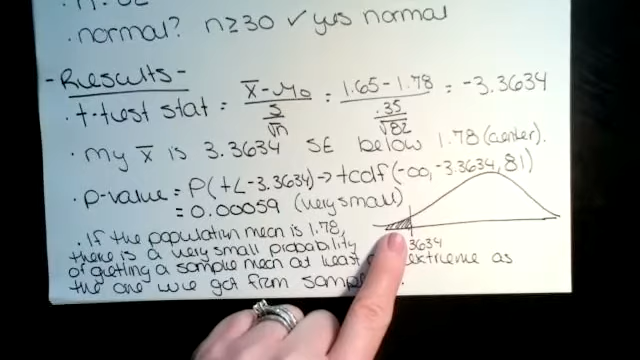 · normal? n≥30 ✓ yes normal
-Results-
· t-test stat = x̄-μ₀ / s/√n = 1.65-1.78 / .35/√82 = -3.3634
· my x̄ is 3.3634 SE below 1.78 (center).
· p-value = P(t<-3.3634) → tcdf(-∞, -3.3634, 81)
= 0.00059 (very small)
· If the population mean is 1.78,
there is a very small probability
3634
of getting a sample mean at least extreme as
the one we got from